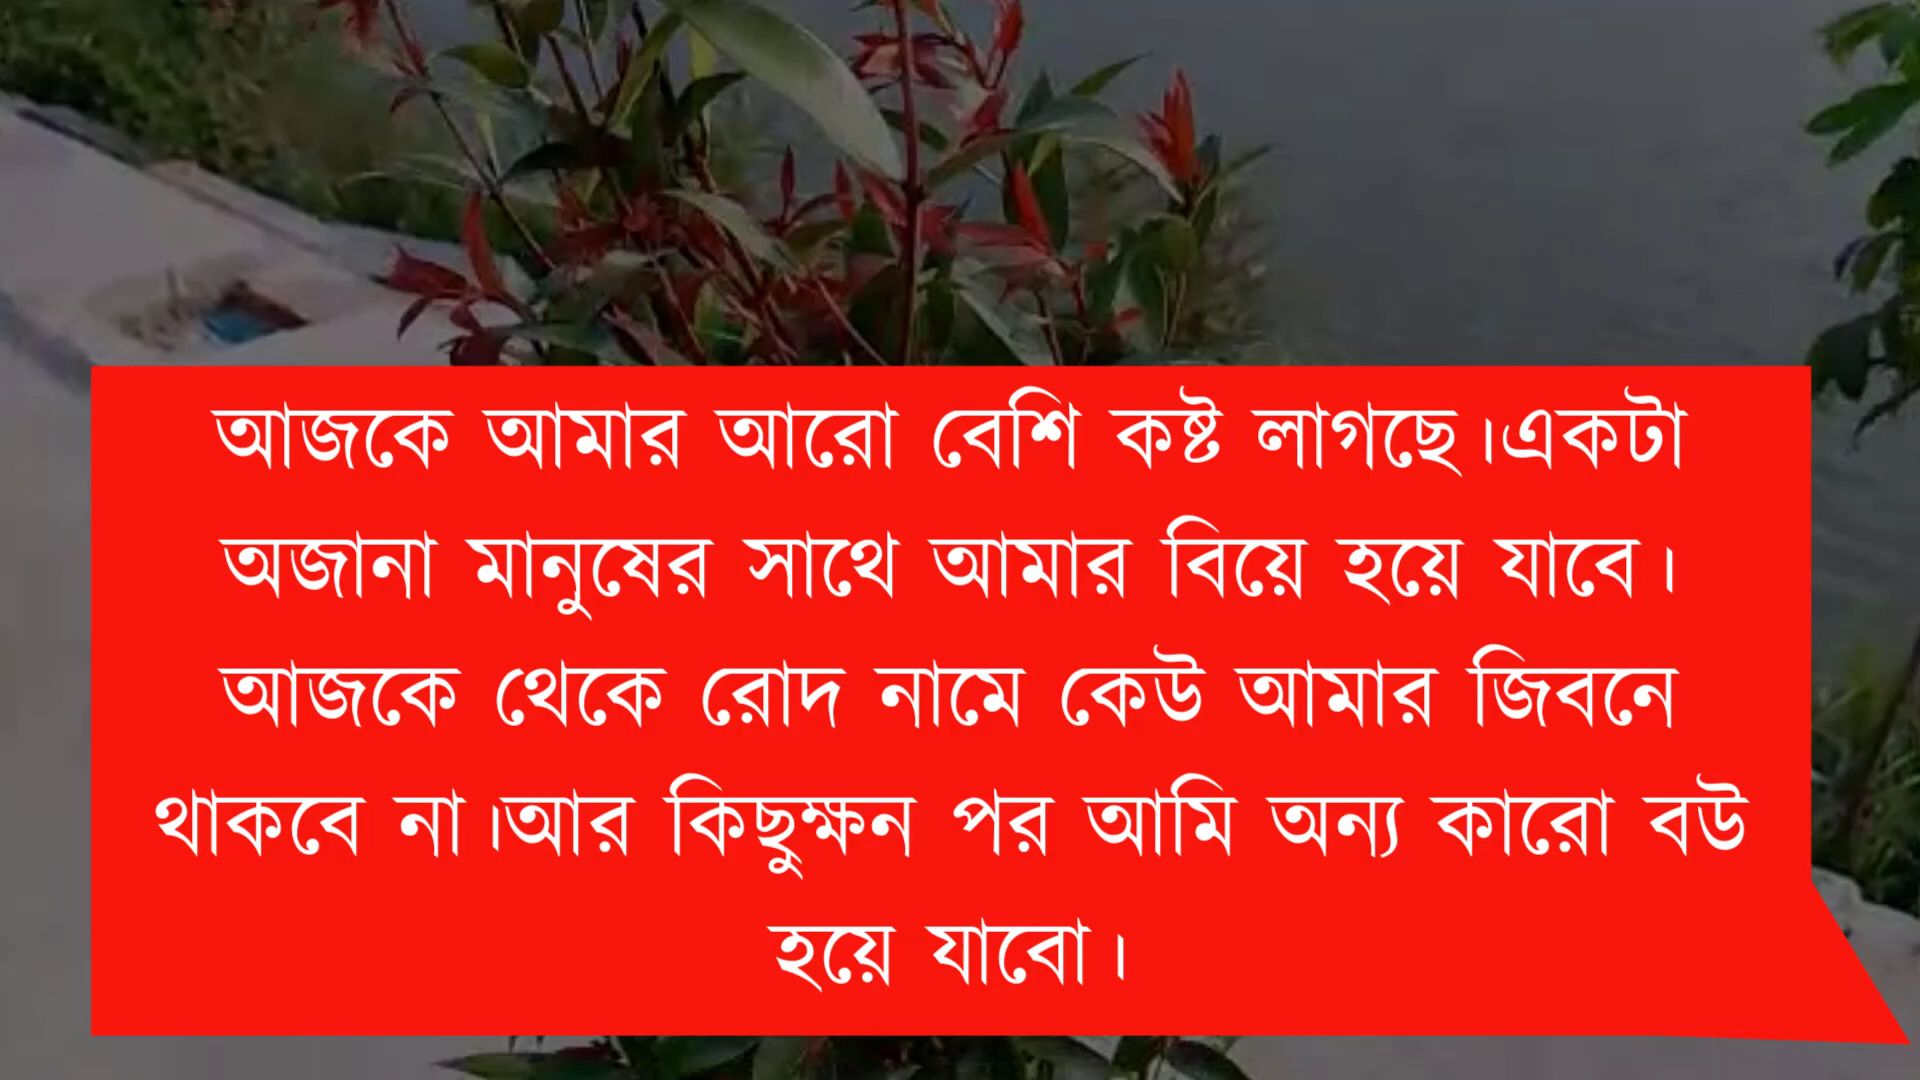 আজকে আমার আরো বেশি কষ্ট লাগছে।একটা
অজানা মানুষের সাথে আমার বিয়ে হয়ে যাবে।
আজকে থেকে রোদ নামে কেউ আমার জিবনে
থাকবে না।আর কিছুক্ষন পর আমি অন্য কারো বউ
হয়ে যাবো।